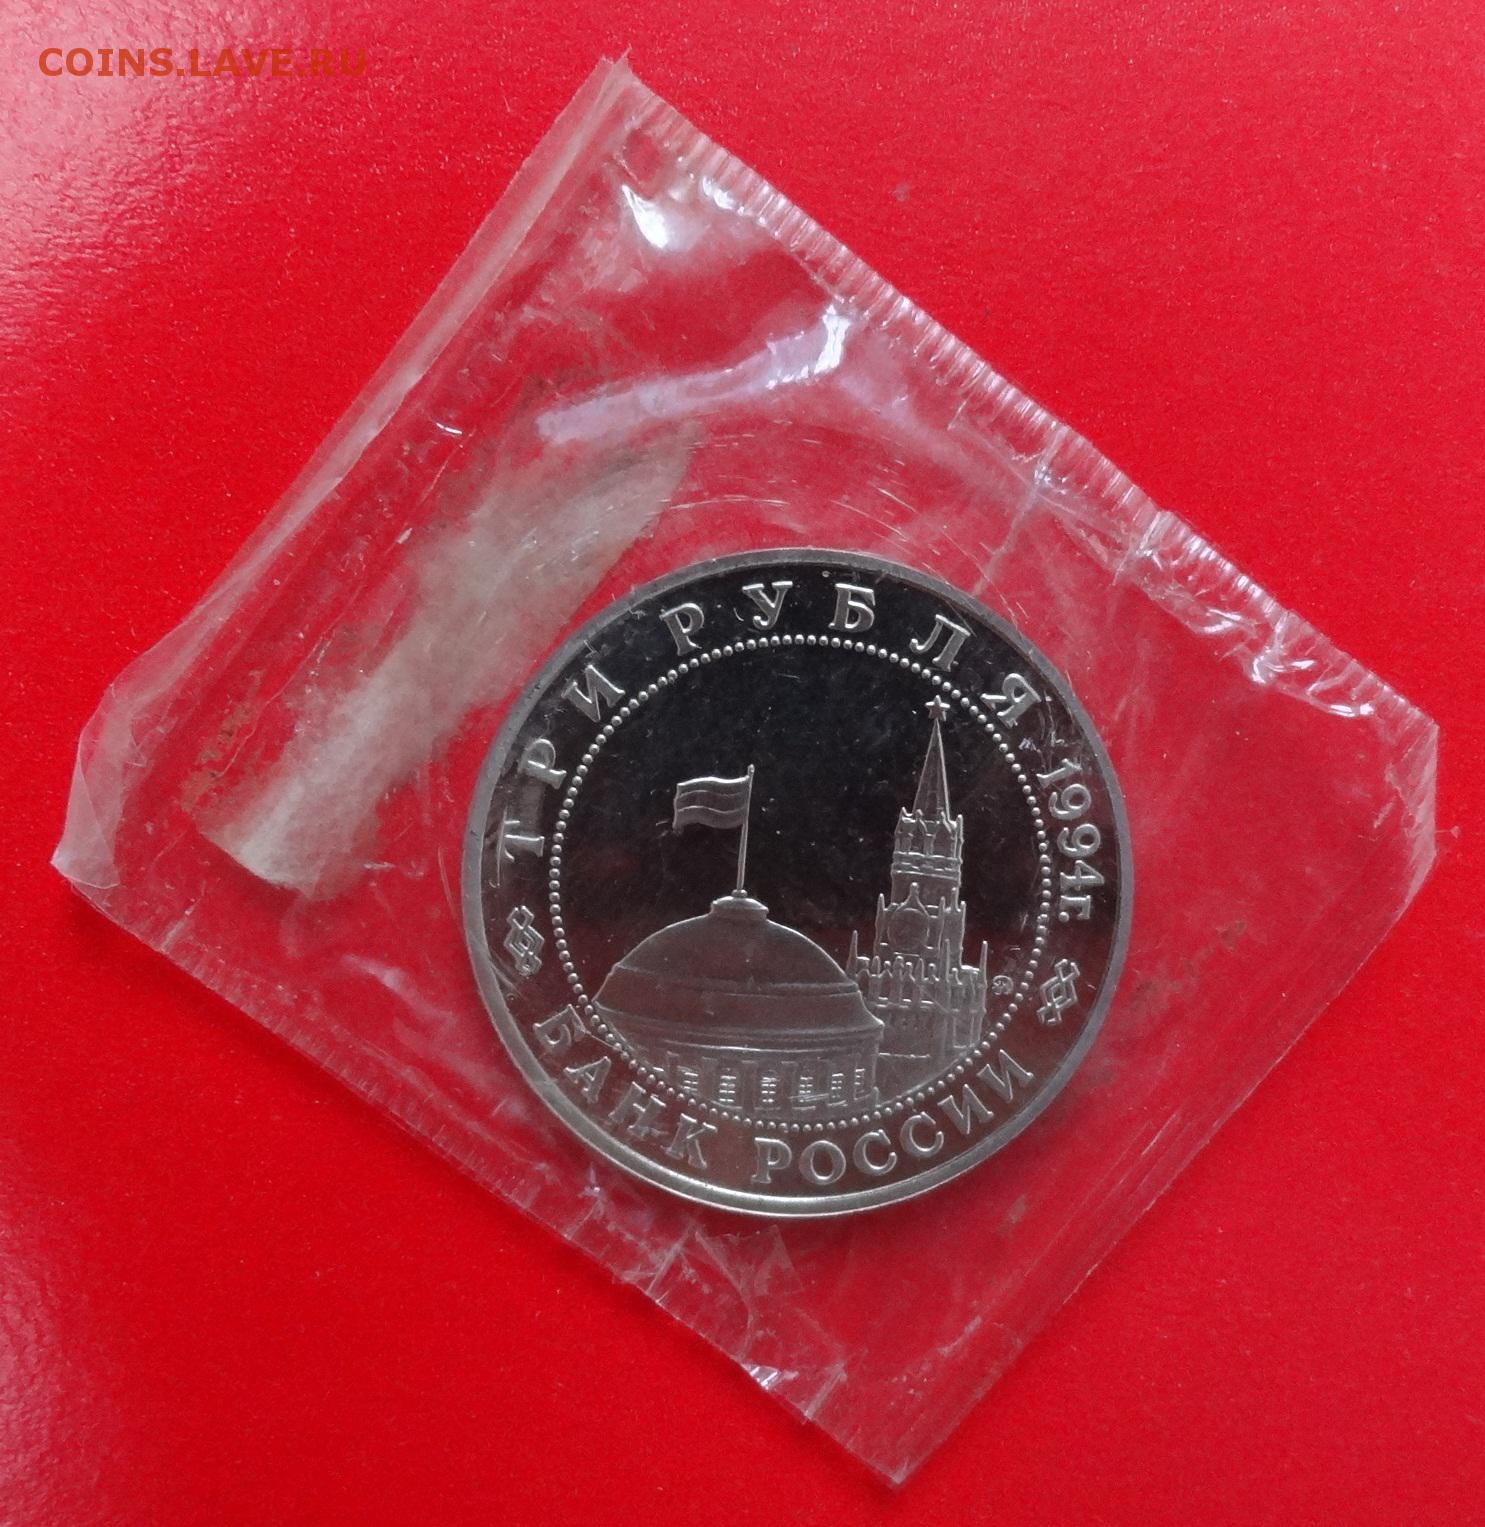 COINS.LAVE.RU
ТРИ РУБЛЯ
1994г.
БАНК РОССИИ